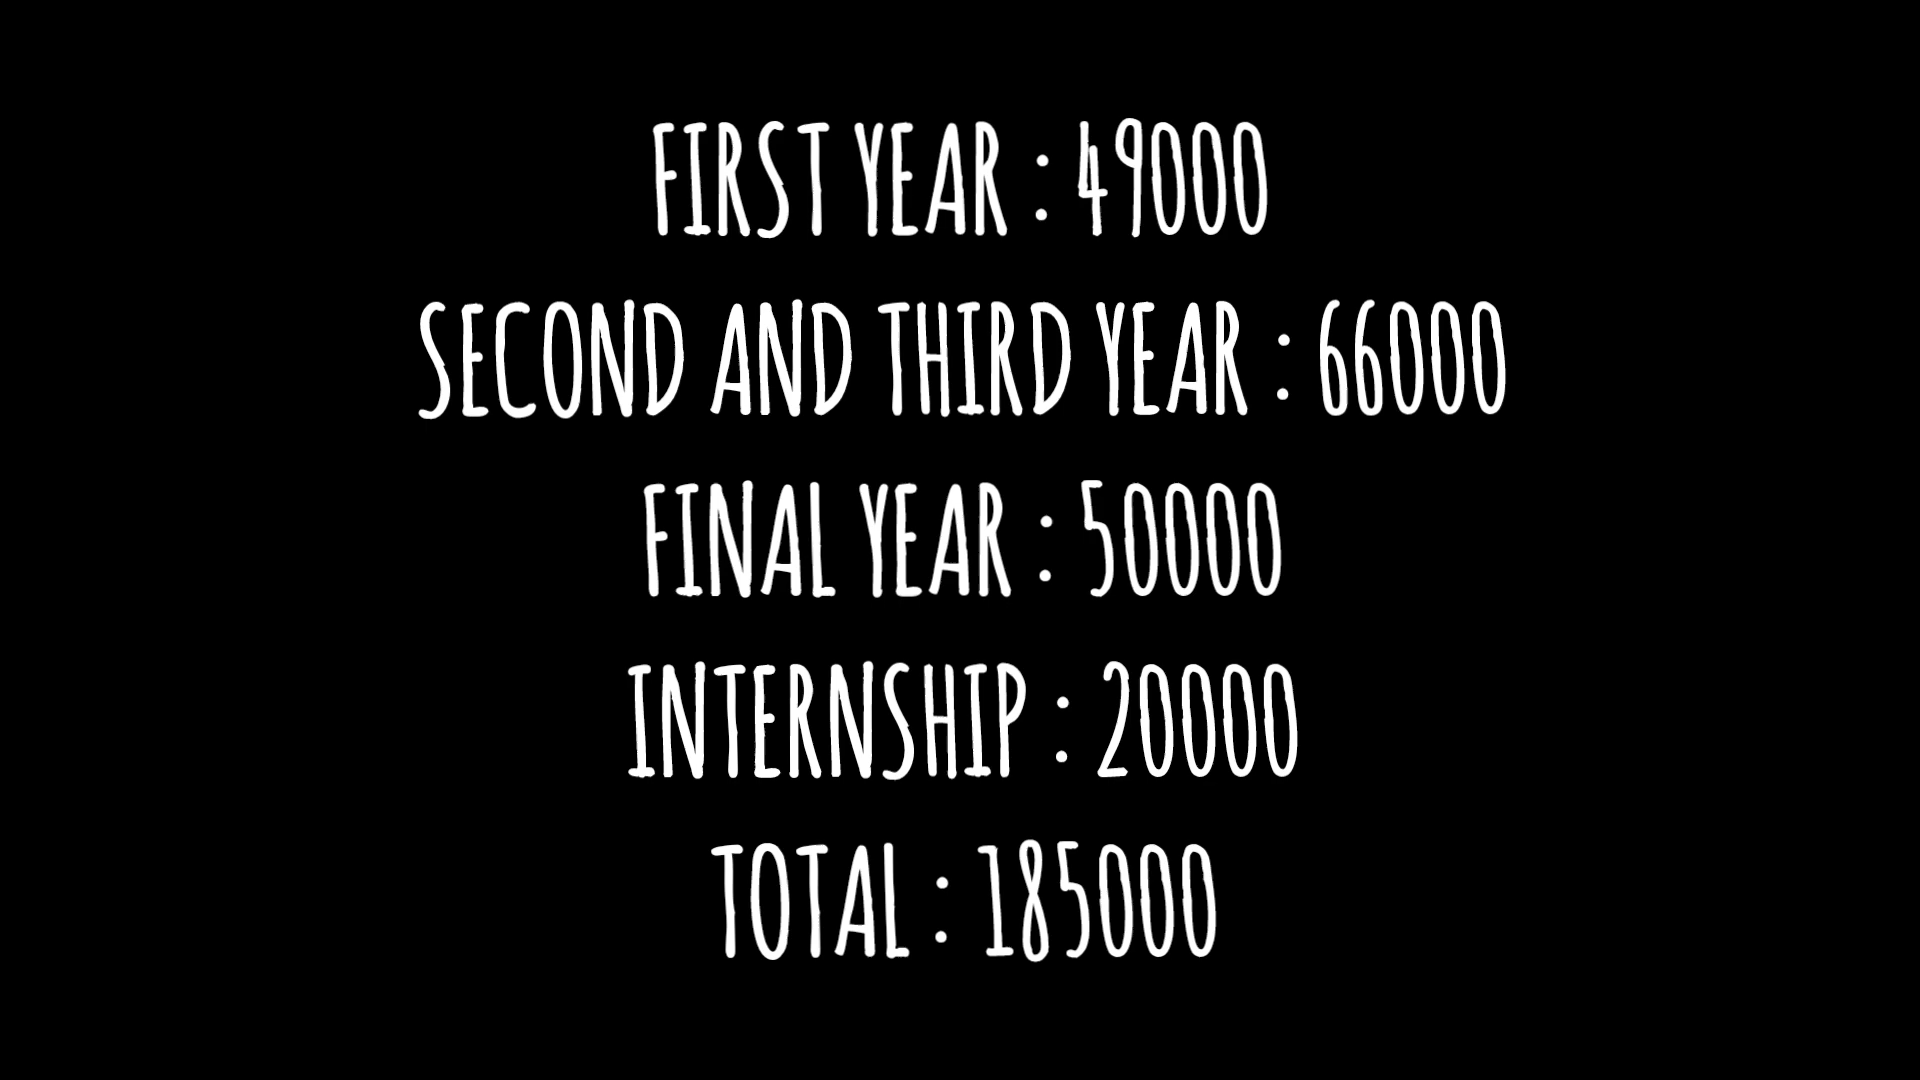 FIRST YEAR : 49000
SECOND AND THIRD YEAR : 66000
FINAL YEAR : 50000
INTERNSHIP : 20000
TOTAL : 185000